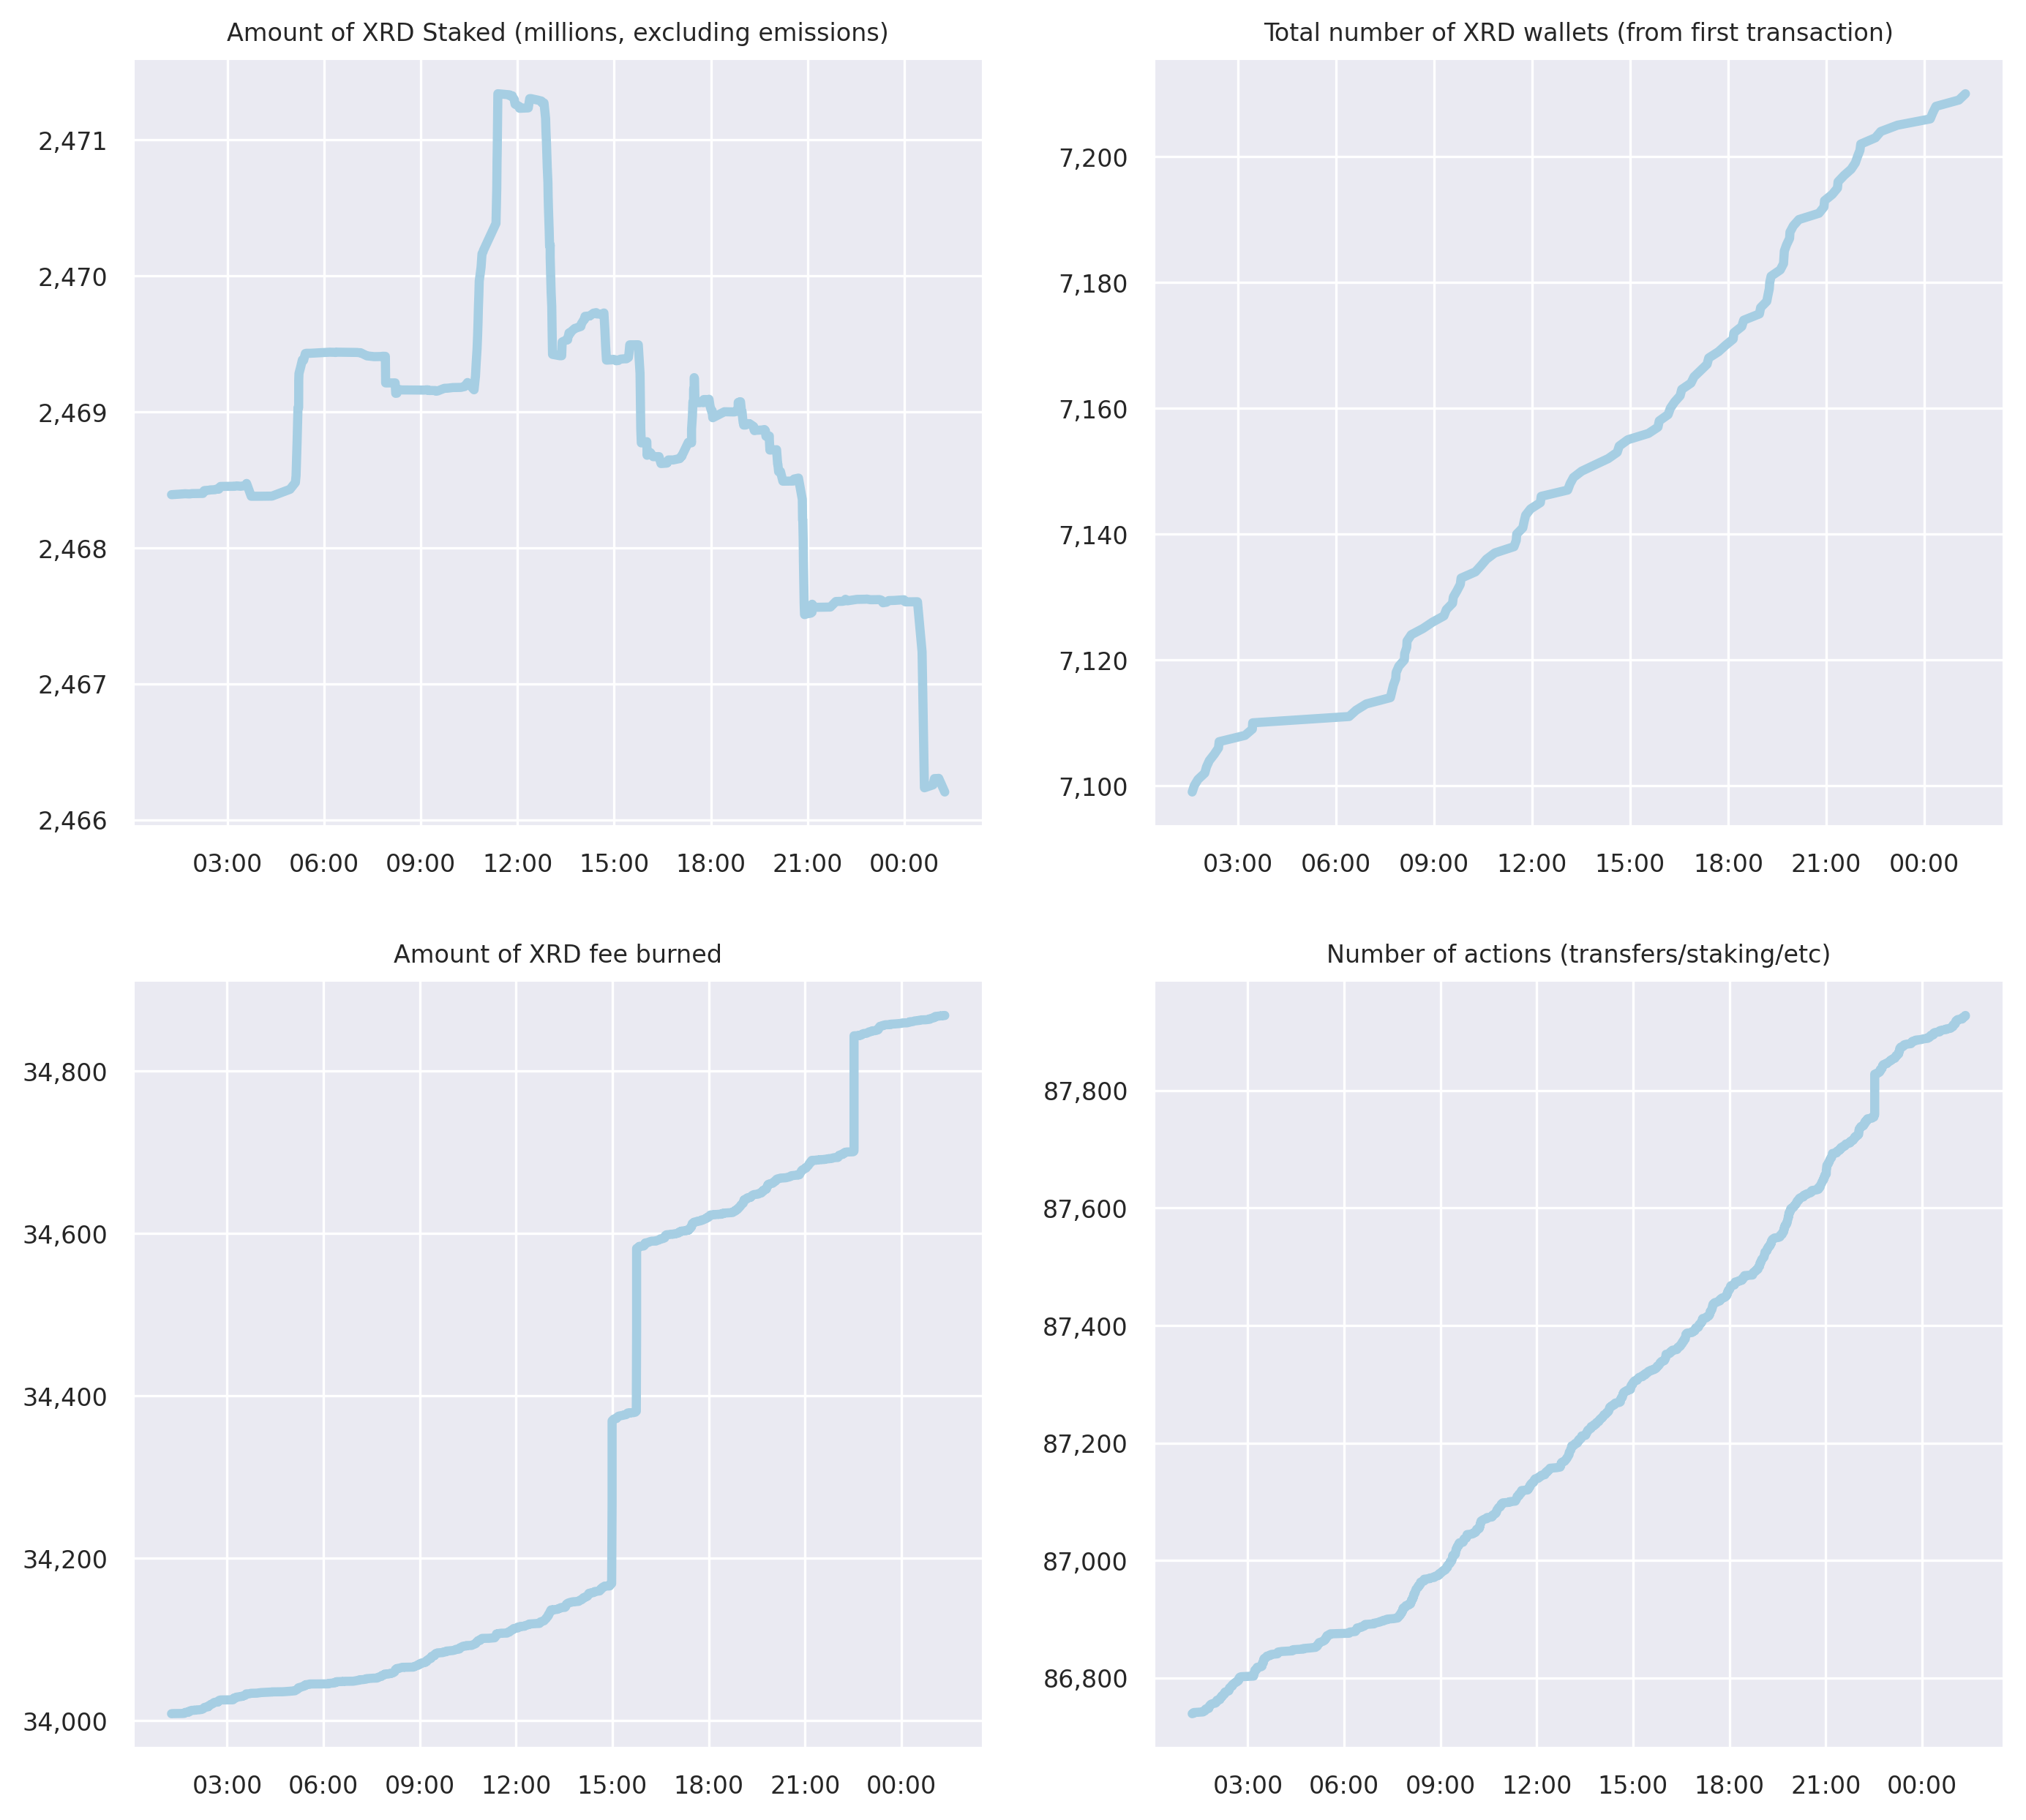 Amount of XRD Staked (millions, excluding emissions)
2,471
2,470
2,469
2,468
2,467
2,466
03:00 06:00 09:00 12:00 15:00 18:00 21:00 00:00
Total number of XRD wallets (from first transaction)
7,200
7,180
7,160
7,140
7,120
7,100
03:00 06:00 09:00 12:00 15:00 18:00 21:00 00:00
Amount of XRD fee burned
34,800
34,600
34,400
34,200
34,000
03:00 06:00 09:00 12:00 15:00 18:00 21:00 00:00
Number of actions (transfers/staking/etc)
87,800
87,600
87,400
87,200
87,000
86,800
03:00 06:00 09:00 12:00 15:00 18:00 21:00 00:00